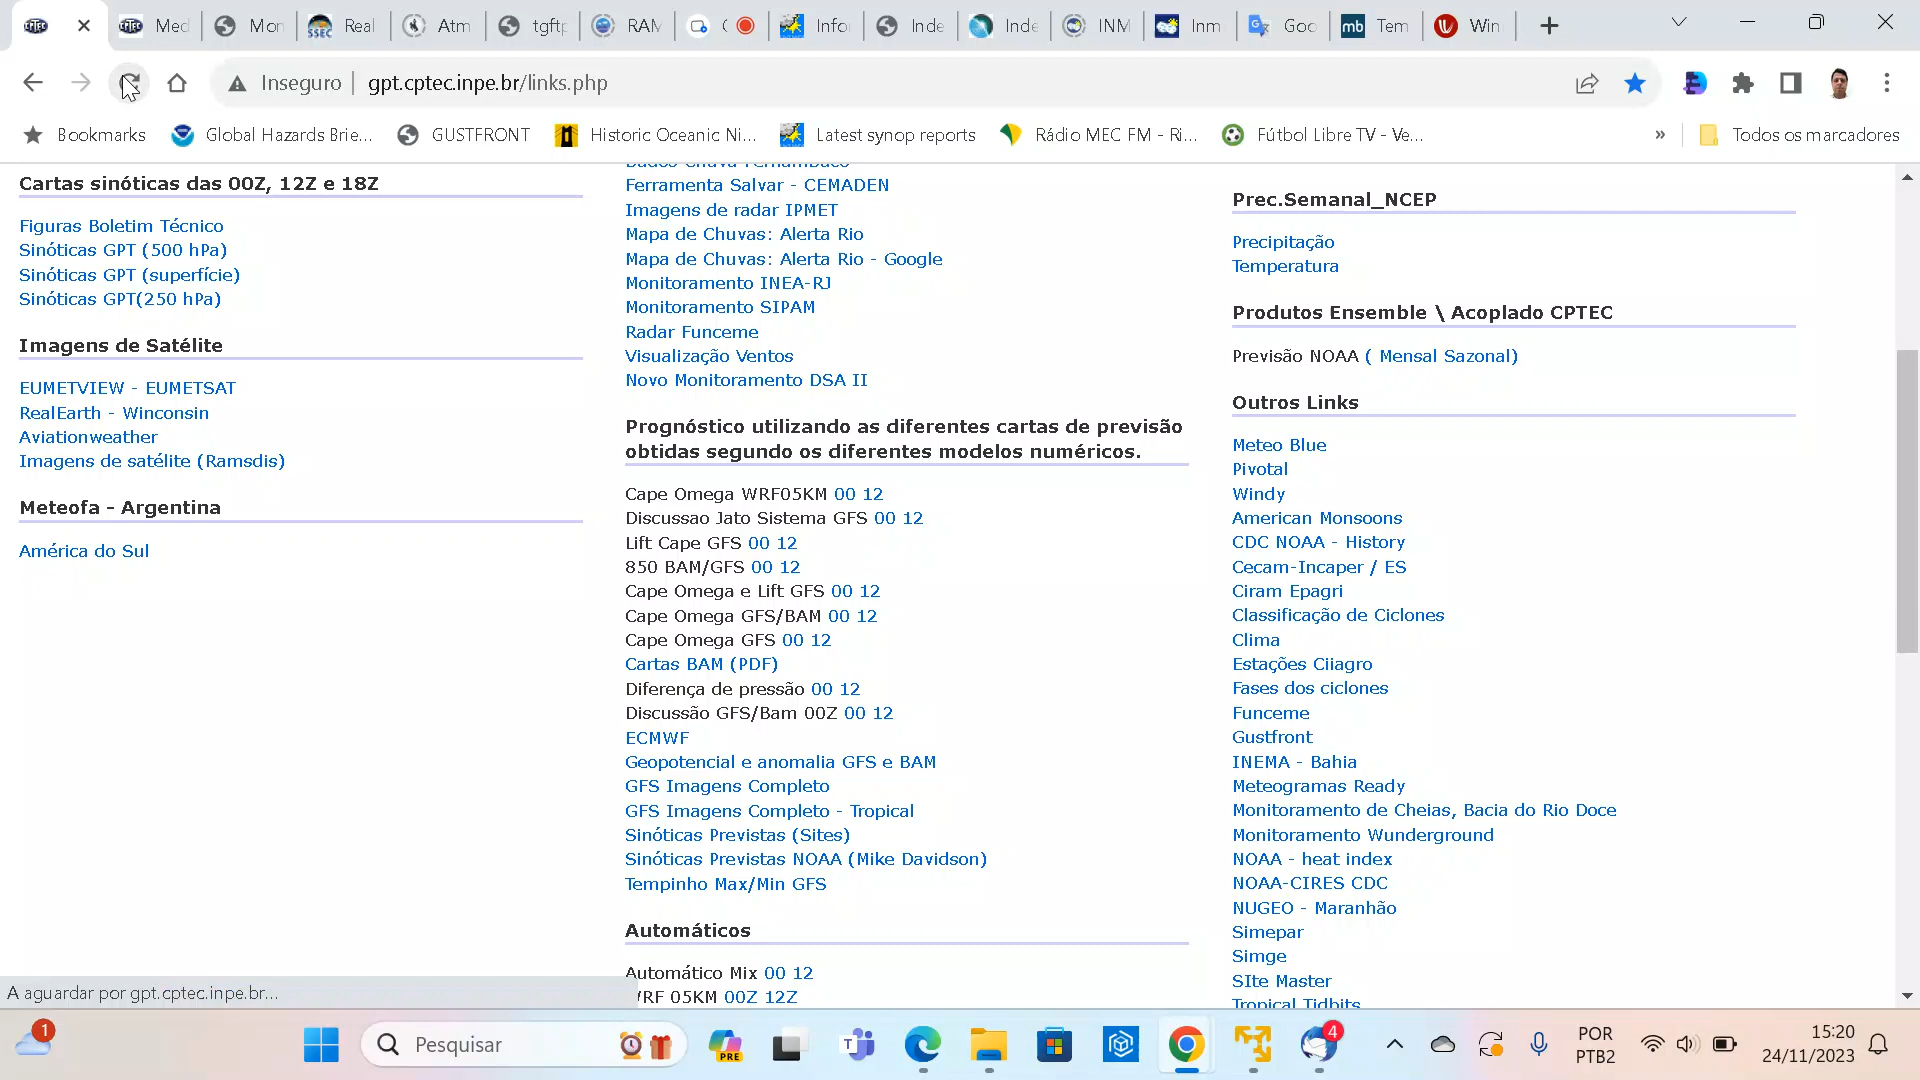 Med
Mon
Real
Atm
tgftp
RAM
Info
Inde
Inde
INM
Inm
Goo
Tem
Win
Inseguro
gpt.cptec.inpe.br/links.php
Bookmarks
Global Hazards Brie...
GUSTFRONT
Historic Oceanic Ni...
Latest synop reports
Rádio MEC FM - Ri...
Fútbol Libre TV - Ve...
»
Todos os marcadores
Cartas sinóticas das 00Z, 12Z e 18Z
Figuras Boletim Técnico
Sinóticas GPT (500 hPa)
Sinóticas GPT (superfície)
Sinóticas GPT(250 hPa)
Imagens de Satélite
EUMETVIEW - EUMETSAT
RealEarth - Winconsin
Aviationweather
Imagens de satélite (Ramsdis)
Meteofa - Argentina
América do Sul
Dados Chuva Pernambuco
Ferramenta Salvar - CEMADEN
Imagens de radar IPMET
Mapa de Chuvas: Alerta Rio
Mapa de Chuvas: Alerta Rio - Google
Monitoramento INEA-RJ
Monitoramento SIPAM
Radar Funceme
Visualização Ventos
Novo Monitoramento DSA II
Prognóstico utilizando as diferentes cartas de previsão
obtidas segundo os diferentes modelos numéricos.
Cape Omega WRF05KM 00 12
Discussao Jato Sistema GFS 00 12
Lift Cape GFS 00 12
850 BAM/GFS 00 12
Cape Omega e Lift GFS 00 12
Cape Omega GFS/BAM 00 12
Cape Omega GFS 00 12
Cartas BAM (PDF)
Diferença de pressão 00 12
Discussão GFS/Bam 00Z 00 12
ECMWF
Geopotencial e anomalia GFS e BAM
GFS Imagens Completo
GFS Imagens Completo - Tropical
Sinóticas Previstas (Sites)
Sinóticas Previstas NOAA (Mike Davidson)
Tempinho Max/Min GFS
Automáticos
Automático Mix 00 12
WRF 05KM 00Z 12Z
Prec.Semanal_NCEP
Precipitação
Temperatura
Produtos Ensemble \ Acoplado CPTEC
Previsão NOAA ( Mensal Sazonal)
Outros Links
Meteo Blue
Pivotal
Windy
American Monsoons
CDC NOAA - History
Cecam-Incaper / ES
Ciram Epagri
Classificação de Ciclones
Clima
Estações Ciiagro
Fases dos ciclones
Funceme
Gustfront
INEMA - Bahia
Meteogramas Ready
Monitoramento de Cheias, Bacia do Rio Doce
Monitoramento Wunderground
NOAA - heat index
NOAA-CIRES CDC
NUGEO - Maranhão
Simepar
Simge
SIte Master
Tropical Tidbits
A aguardar por gpt.cptec.inpe.br...
1
Pesquisar
PRE
4
POR
PTB2
15:20
24/11/2023